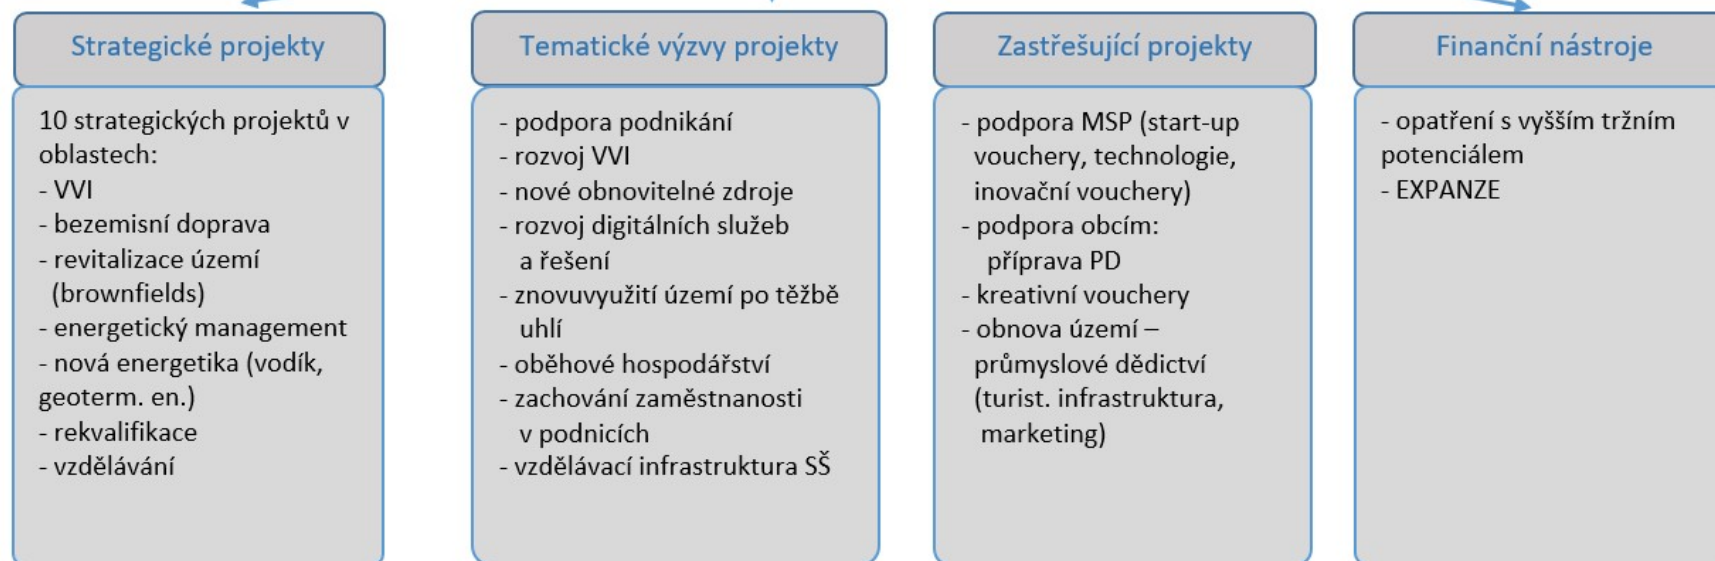 Strategické projekty
10 strategických projektů v
oblastech:
- VVI
- bezemisní doprava
- revitalizace území
(brownfields)
- energetický management
- nová energetika (vodík,
geoterm. en.)
- rekvalifikace
- vzdělávání
Tematické výzvy projekty
- podpora podnikání
- rozvoj VVI
- nové obnovitelné zdroje
- rozvoj digitálních služeb
a řešení
- znovuvyužití území po těžbě
uhlí
- oběhové hospodářství
- zachování zaměstnanosti
v podnicích
- vzdělávací infrastruktura SŠ
Zastřešující projekty
- podpora MSP (start-up
vouchery, technologie,
inovační vouchery)
- podpora obcím:
příprava PD
- kreativní vouchery
- obnova území –
průmyslové dědictví
(turist. infrastruktura,
marketing)
Finanční nástroje
- opatření s vyšším tržním
potenciálem
- EXPANZE